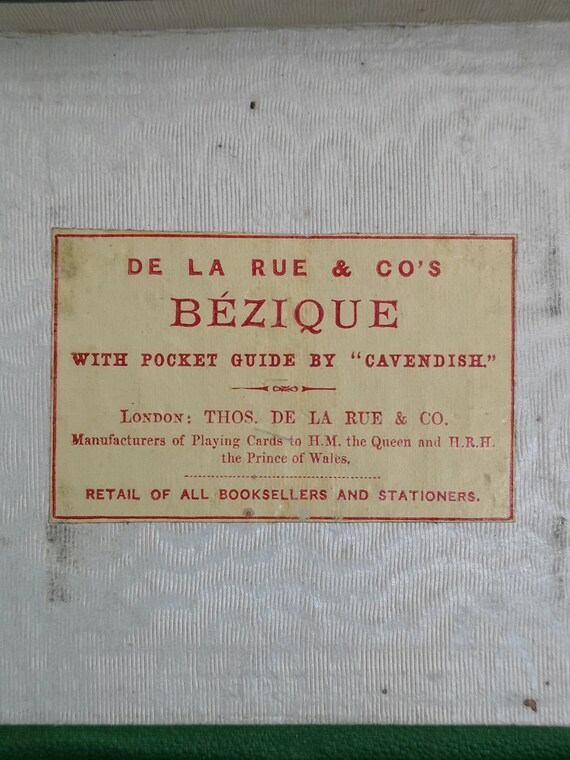 DE LA RUE & CO'S
BÉZIQUE
WITH POCKET GUIDE BY "CAVENDISH."
LONDON: THOS. DE LA RUE & CO.
Manufacturers of Playing Cards to H.M. the Queen and H.R.H.
the Prince of Wales.
RETAIL OF ALL BOOKSELLERS AND STATIONERS.